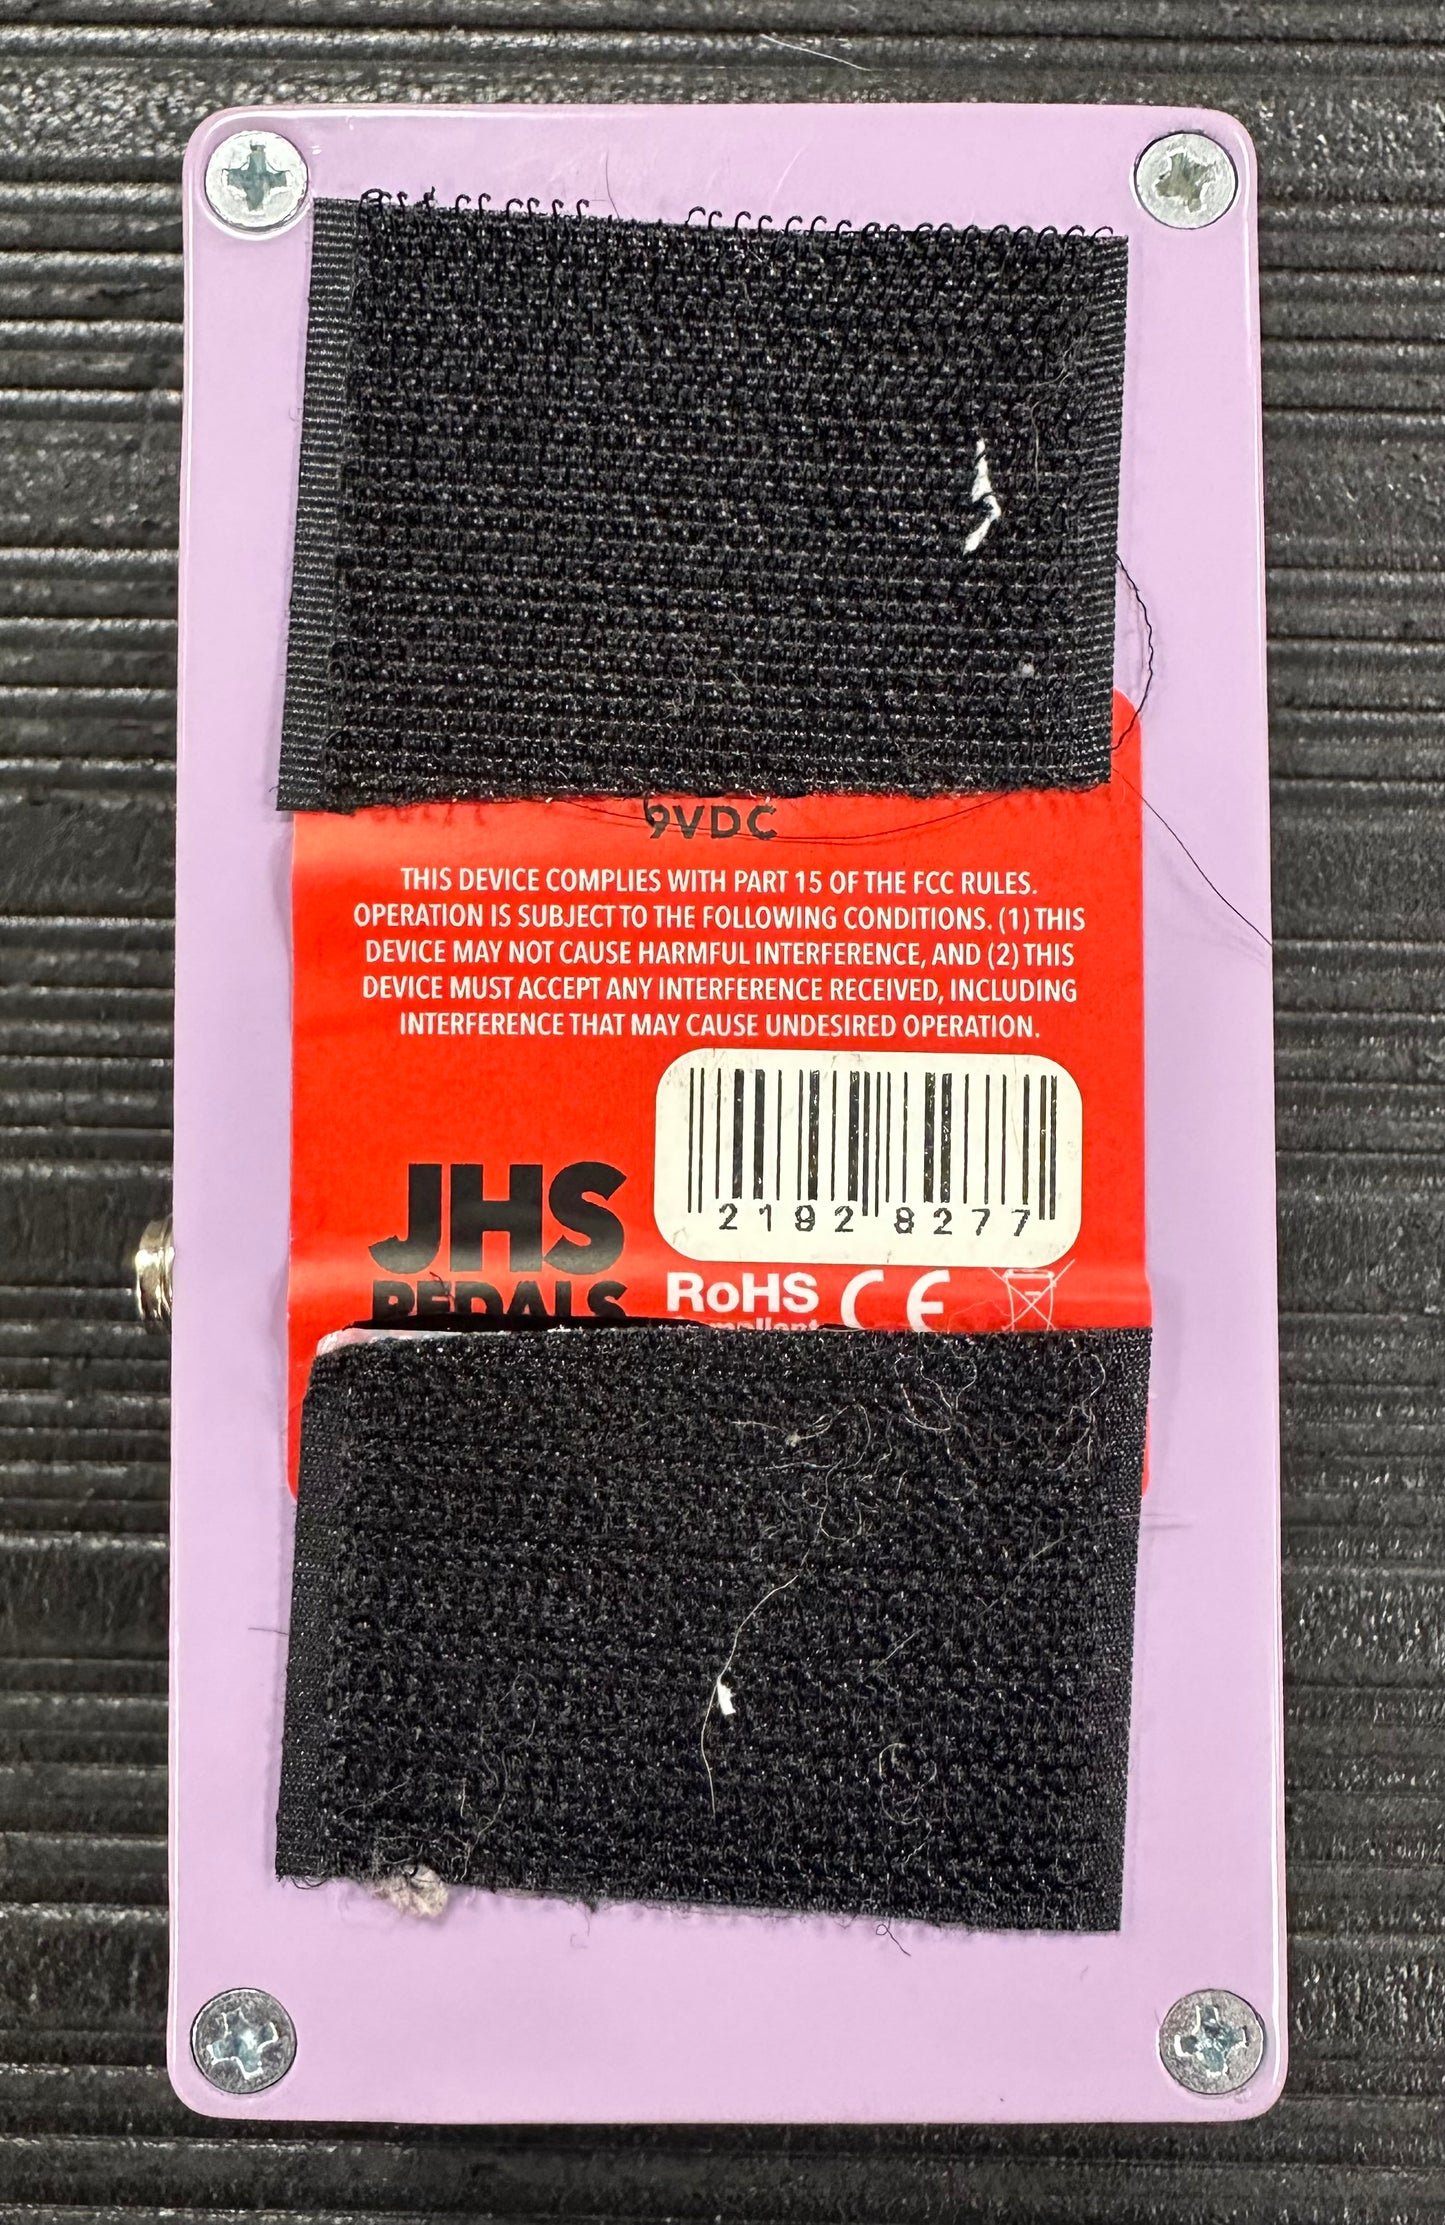 9VDC
THIS DEVICE COMPLIES WITH PART 15 OF THE FCC RULES.
OPERATION IS SUBJECT TO THE FOLLOWING CONDITIONS. (1) THIS
DEVICE MAY NOT CAUSE HARMFUL INTERFERENCE, AND (2) THIS
DEVICE MUST ACCEPT ANY INTERFERENCE RECEIVED, INCLUDING
INTERFERENCE THAT MAY CAUSE UNDESIRED OPERATION.
2192 8277
JHS
PEDALS
RoHS CE